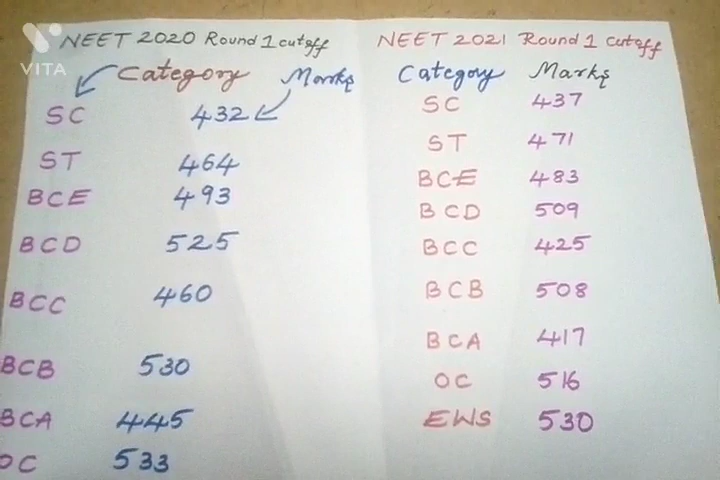 NEET 2020 Round 1 cutoff
Category Marks
SC 432
ST 464
BCE 493
BCD 525
BCC 460
BCB 530
BCA 445
OC 533
NEET 2021 Round 1 cutoff
Category Marks
SC 437
ST 471
BCE 483
BCD 509
BCC 425
BCB 508
BCA 417
OC 516
EWS 530
VITA